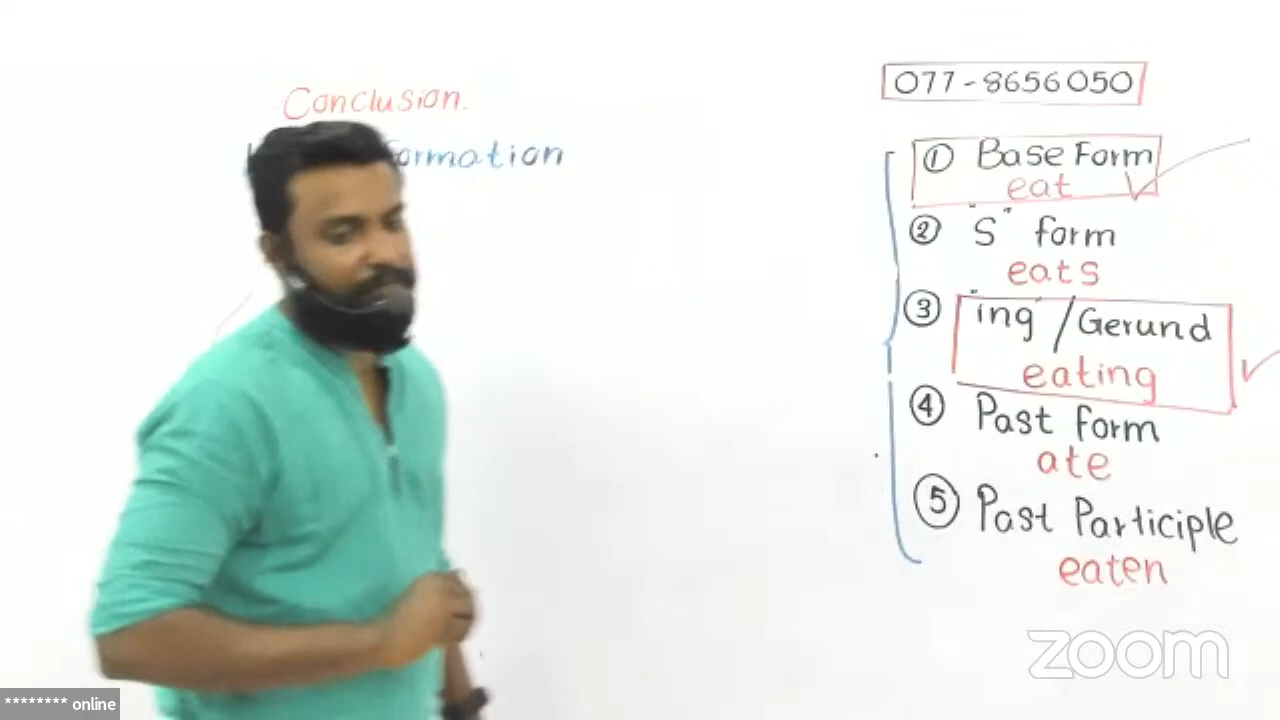 Conclusion.
ormation
077-8656050
① Base Form
eat
② "S" form
eats
③ "ing" / Gerund
eating
④ Past form
ate
⑤ Past Participle
eaten
zoom
******** online